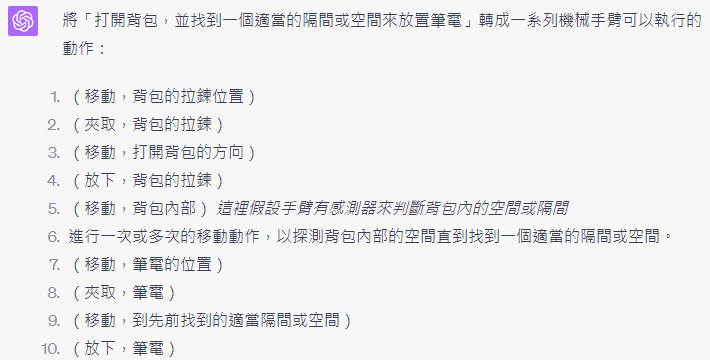 將「打開背包，並找到一個適當的隔間或空間來放置筆電」轉成一系列機械手臂可以執行的
動作：
1. （移動，背包的拉鍊位置）
2. （夾取，背包的拉鍊）
3. （移動，打開背包的方向）
4. （放下，背包的拉鍊）
5. （移動，背包內部） 這裡假設手臂有感測器來判斷背包內的空間或隔間
6. 進行一次或多次的移動動作，以探測背包內部的空間直到找到一個適當的隔間或空間。
7. （移動，筆電的位置）
8. （夾取，筆電）
9. （移動，到先前找到的適當隔間或空間）
10. （放下，筆電）